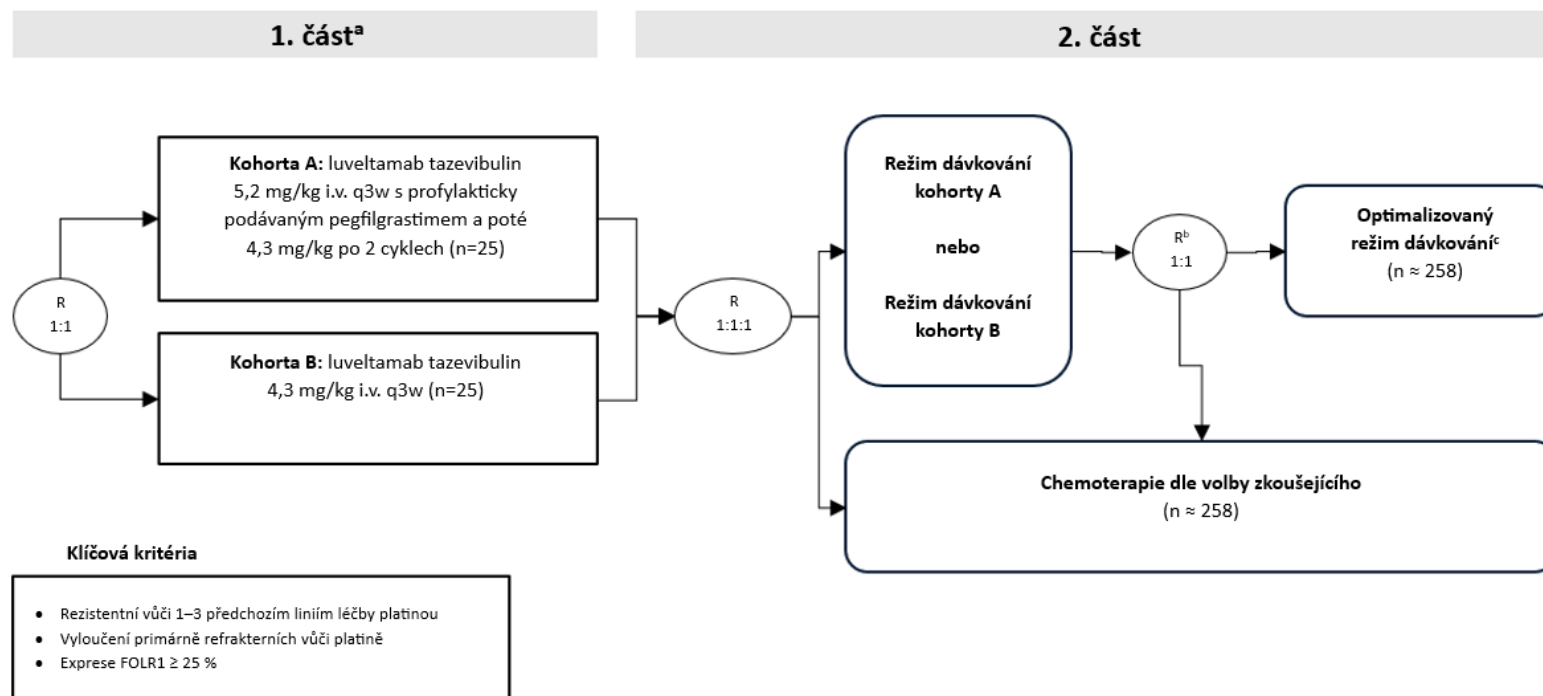 1. částᵃ
2. část
Kohorta A: luveltamab tazevibulin
5,2 mg/kg i.v. q3w s profylakticky
podávaným pegfilgrastimem a poté
4,3 mg/kg po 2 cyklech (n=25)
R
1:1
Kohorta B: luveltamab tazevibulin
4,3 mg/kg i.v. q3w (n=25)
R
1:1:1
Režim dávkování
kohorty A
nebo
Režim dávkování
kohorty B
Rᵇ
1:1
Optimalizovaný
režim dávkováníᶜ
(n ≈ 258)
Chemoterapie dle volby zkoušejícího
(n ≈ 258)
Klíčová kritéria
• Rezistentní vůči 1–3 předchozím liniím léčby platinou
• Vyloučení primárně refrakterních vůči platině
• Exprese FOLR1 ≥ 25 %